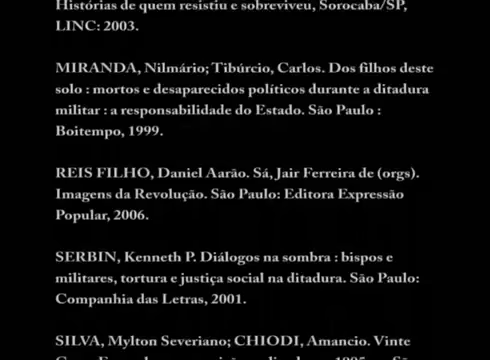 Histórias de quem resistiu e sobreviveu, Sorocaba/SP,
LINC: 2003.
MIRANDA, Nilmário; Tibúrcio, Carlos. Dos filhos deste
solo : mortos e desaparecidos políticos durante a ditadura
militar : a responsabilidade do Estado. São Paulo :
Boitempo, 1999.
REIS FILHO, Daniel Aarão. Sá, Jair Ferreira de (orgs).
Imagens da Revolução. São Paulo: Editora Expressão
Popular, 2006.
SERBIN, Kenneth P. Diálogos na sombra : bispos e
militares, tortura e justiça social na ditadura. São Paulo:
Companhia das Letras, 2001.
SILVA, Mylton Severiano; CHIODI, Amancio. Vinte